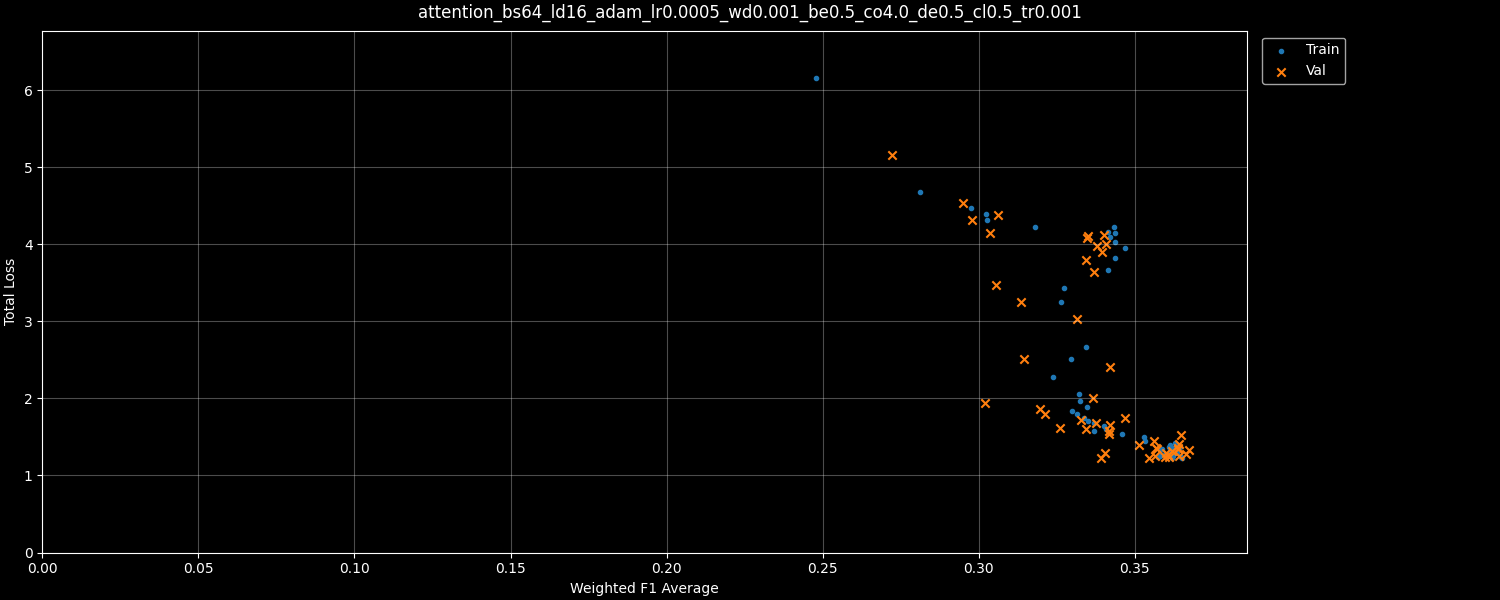 attention_bs64_ld16_adam_lr0.0005_wd0.001_be0.5_co4.0_de0.5_cl0.5_tr0.001
Train
Val
6
5
4
3
2
1
0
Total Loss
0.00 0.05 0.10 0.15 0.20 0.25 0.30 0.35
Weighted F1 Average